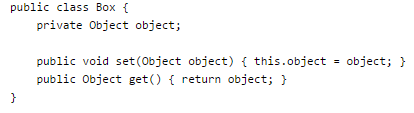 public class Box {
    private Object object;

    public void set(Object object) { this.object = object; }
    public Object get() { return object; }
}